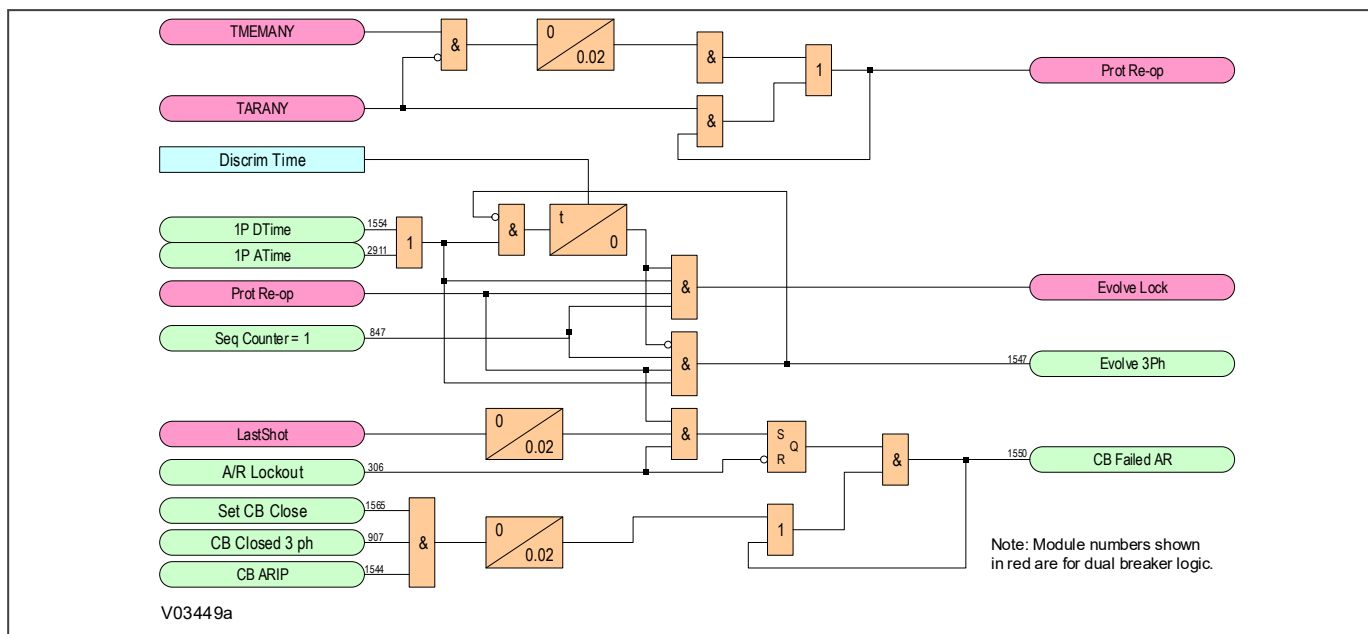 TMEMANY
&
0
0.02
&
1
Prot Re-op
TARANY
&
Discrim Time
1P DTime
1554
1P ATime
2911
1
&
t
0
Prot Re-op
&
Evolve Lock
Seq Counter = 1
847
&
1547
Evolve 3Ph
LastShot
0
0.02
&
S
Q
R
&
1550
CB Failed AR
A/R Lockout
306
Set CB Close
1565
CB Closed 3 ph
907
CB ARIP
1544
&
0
0.02
1
Note: Module numbers shown
in red are for dual breaker logic.
V03449a